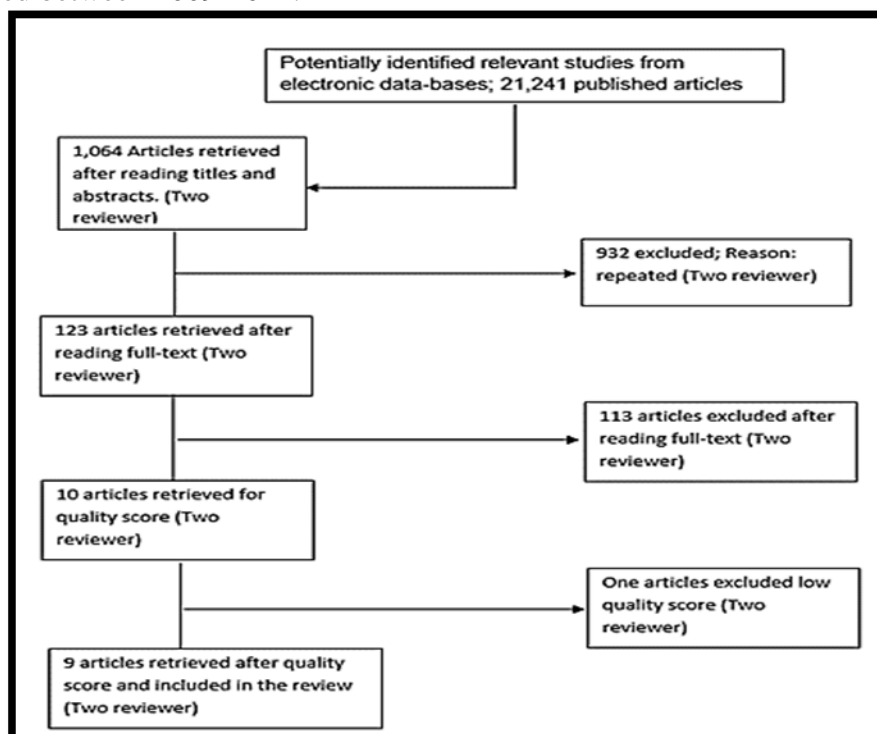 Potentially identified relevant studies from
electronic data-bases; 21,241 published articles
1,064 Articles retrieved
after reading titles and
abstracts. (Two
reviewer)
932 excluded; Reason:
repeated (Two reviewer)
123 articles retrieved after
reading full-text (Two
reviewer)
113 articles excluded after
reading full-text (Two
reviewer)
10 articles retrieved for
quality score (Two
reviewer)
One articles excluded low
quality score (Two
reviewer)
9 articles retrieved after quality
score and included in the review
(Two reviewer)